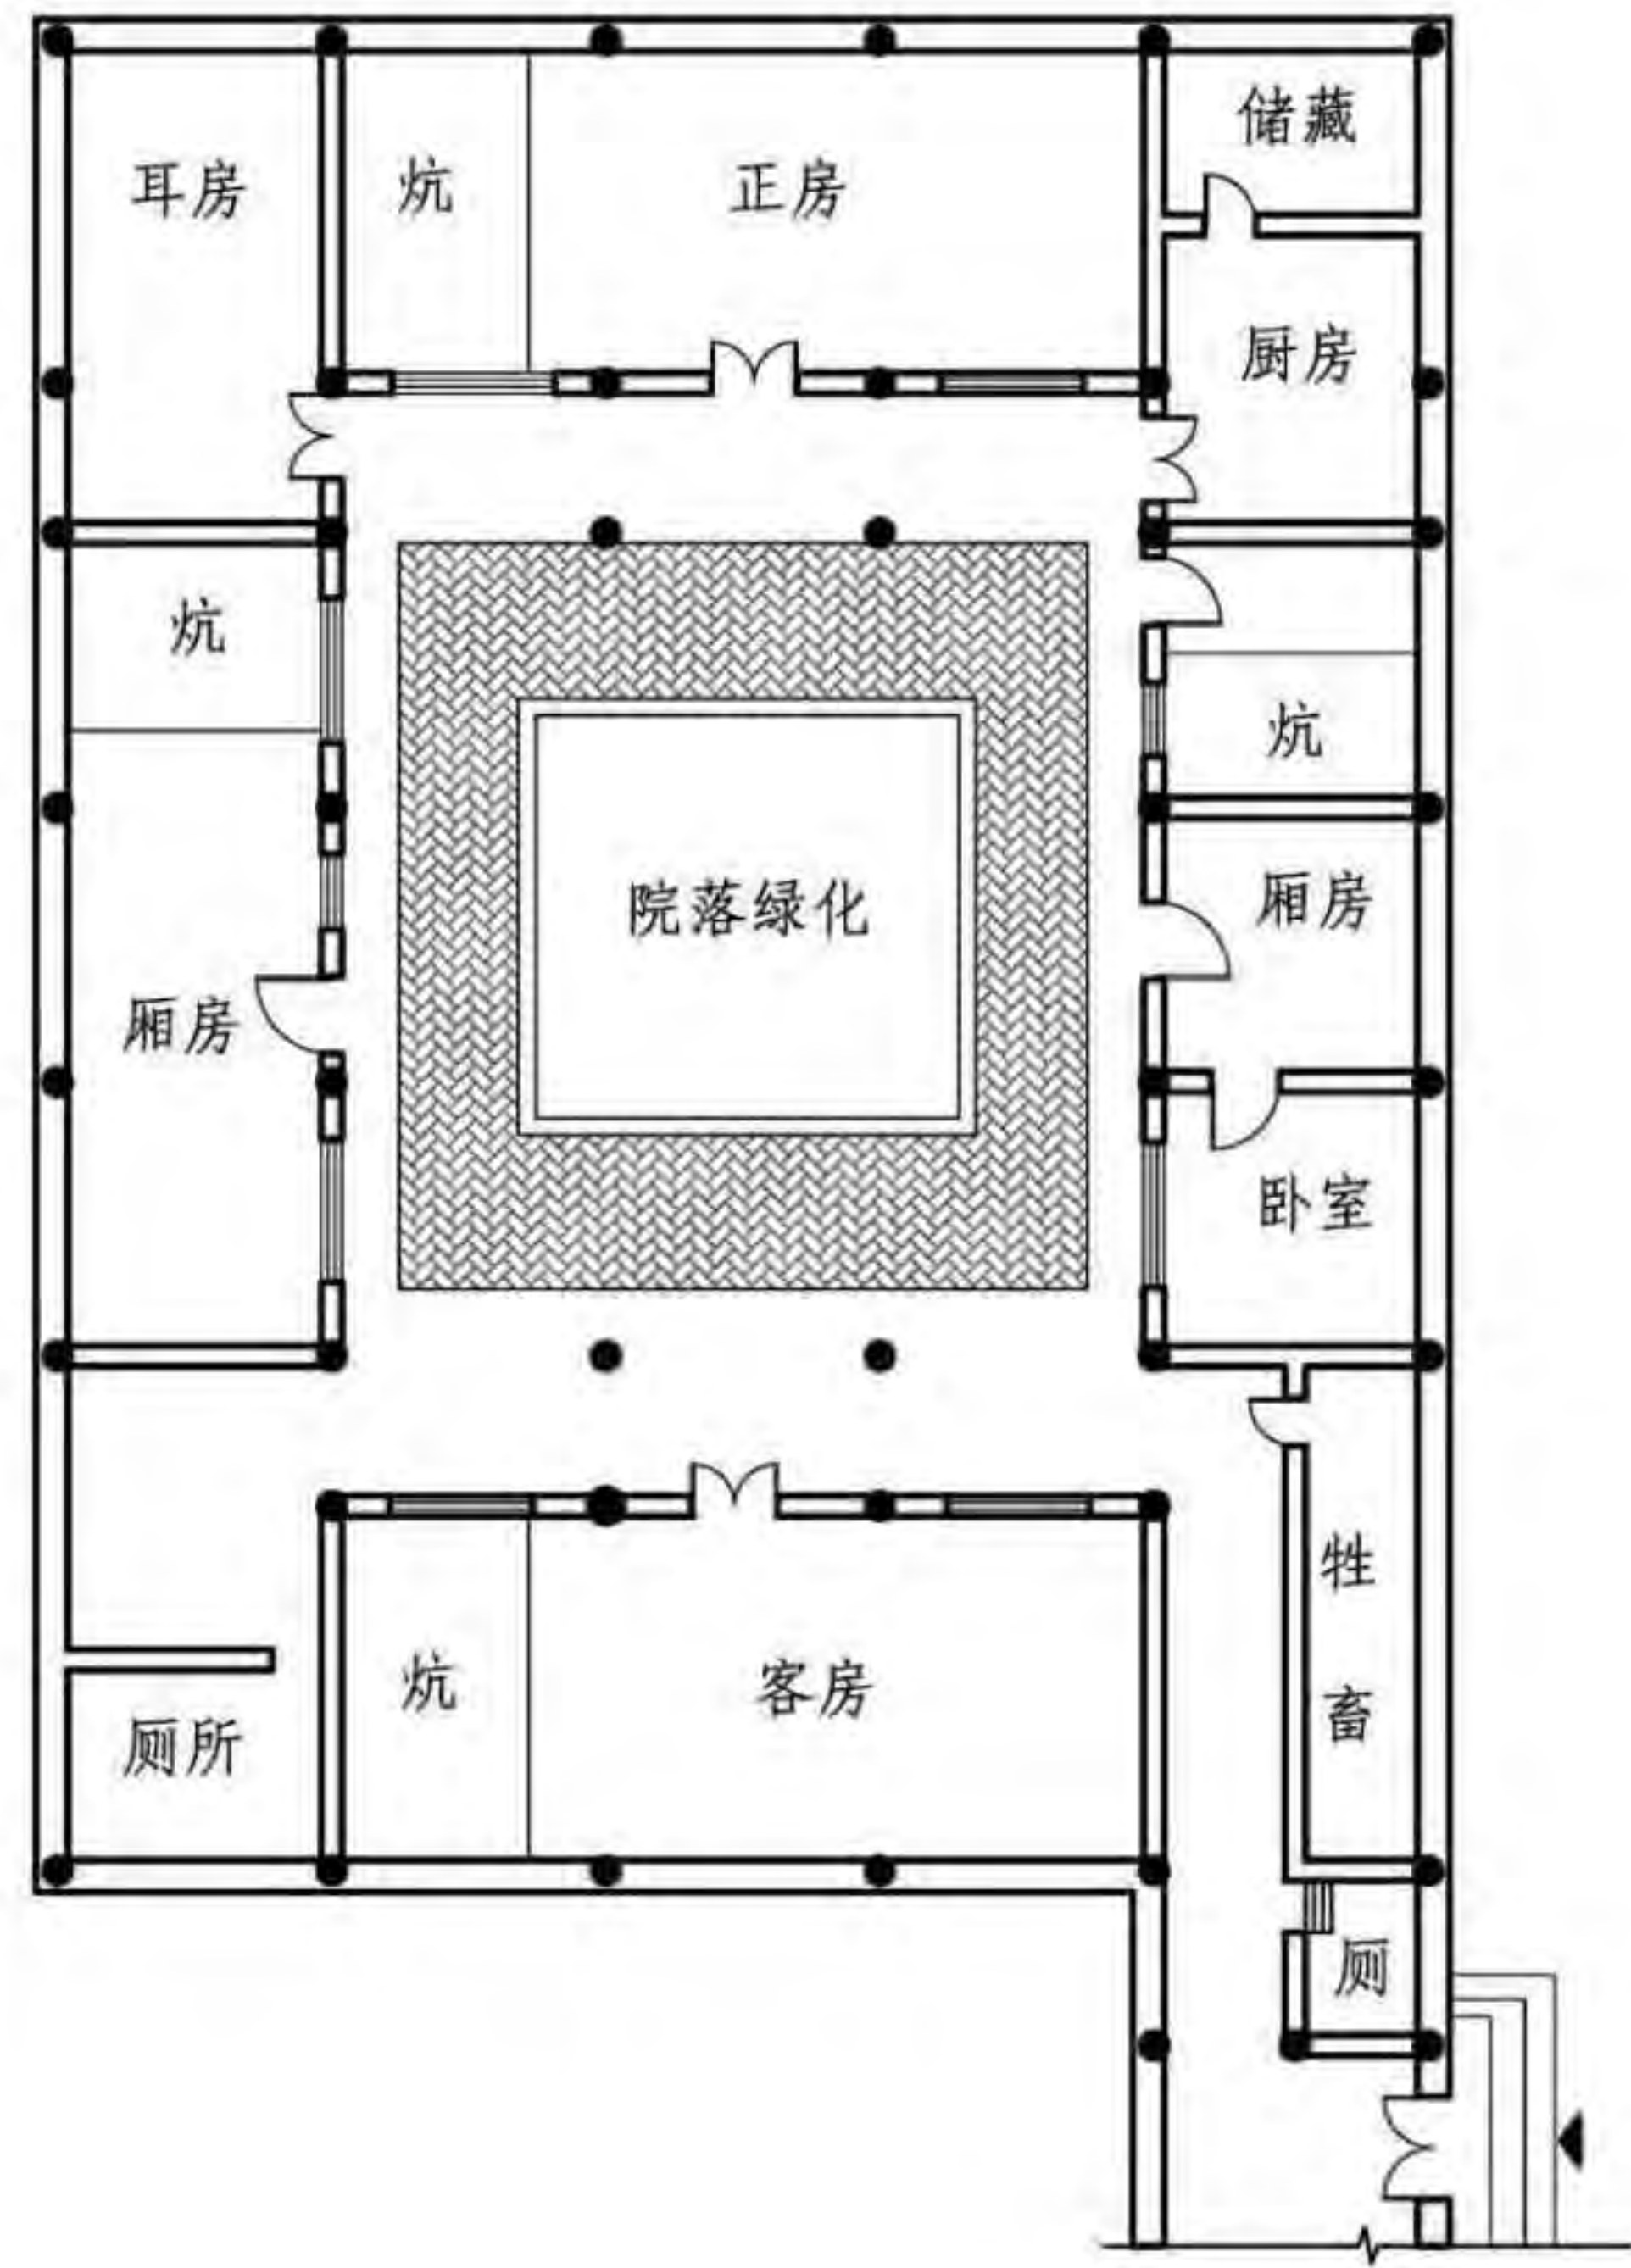 储藏
耳房
炕
正房
厨房
炕
炕
院落绿化
厢房
厢房
卧室
牲畜
炕
客房
厕所
厕